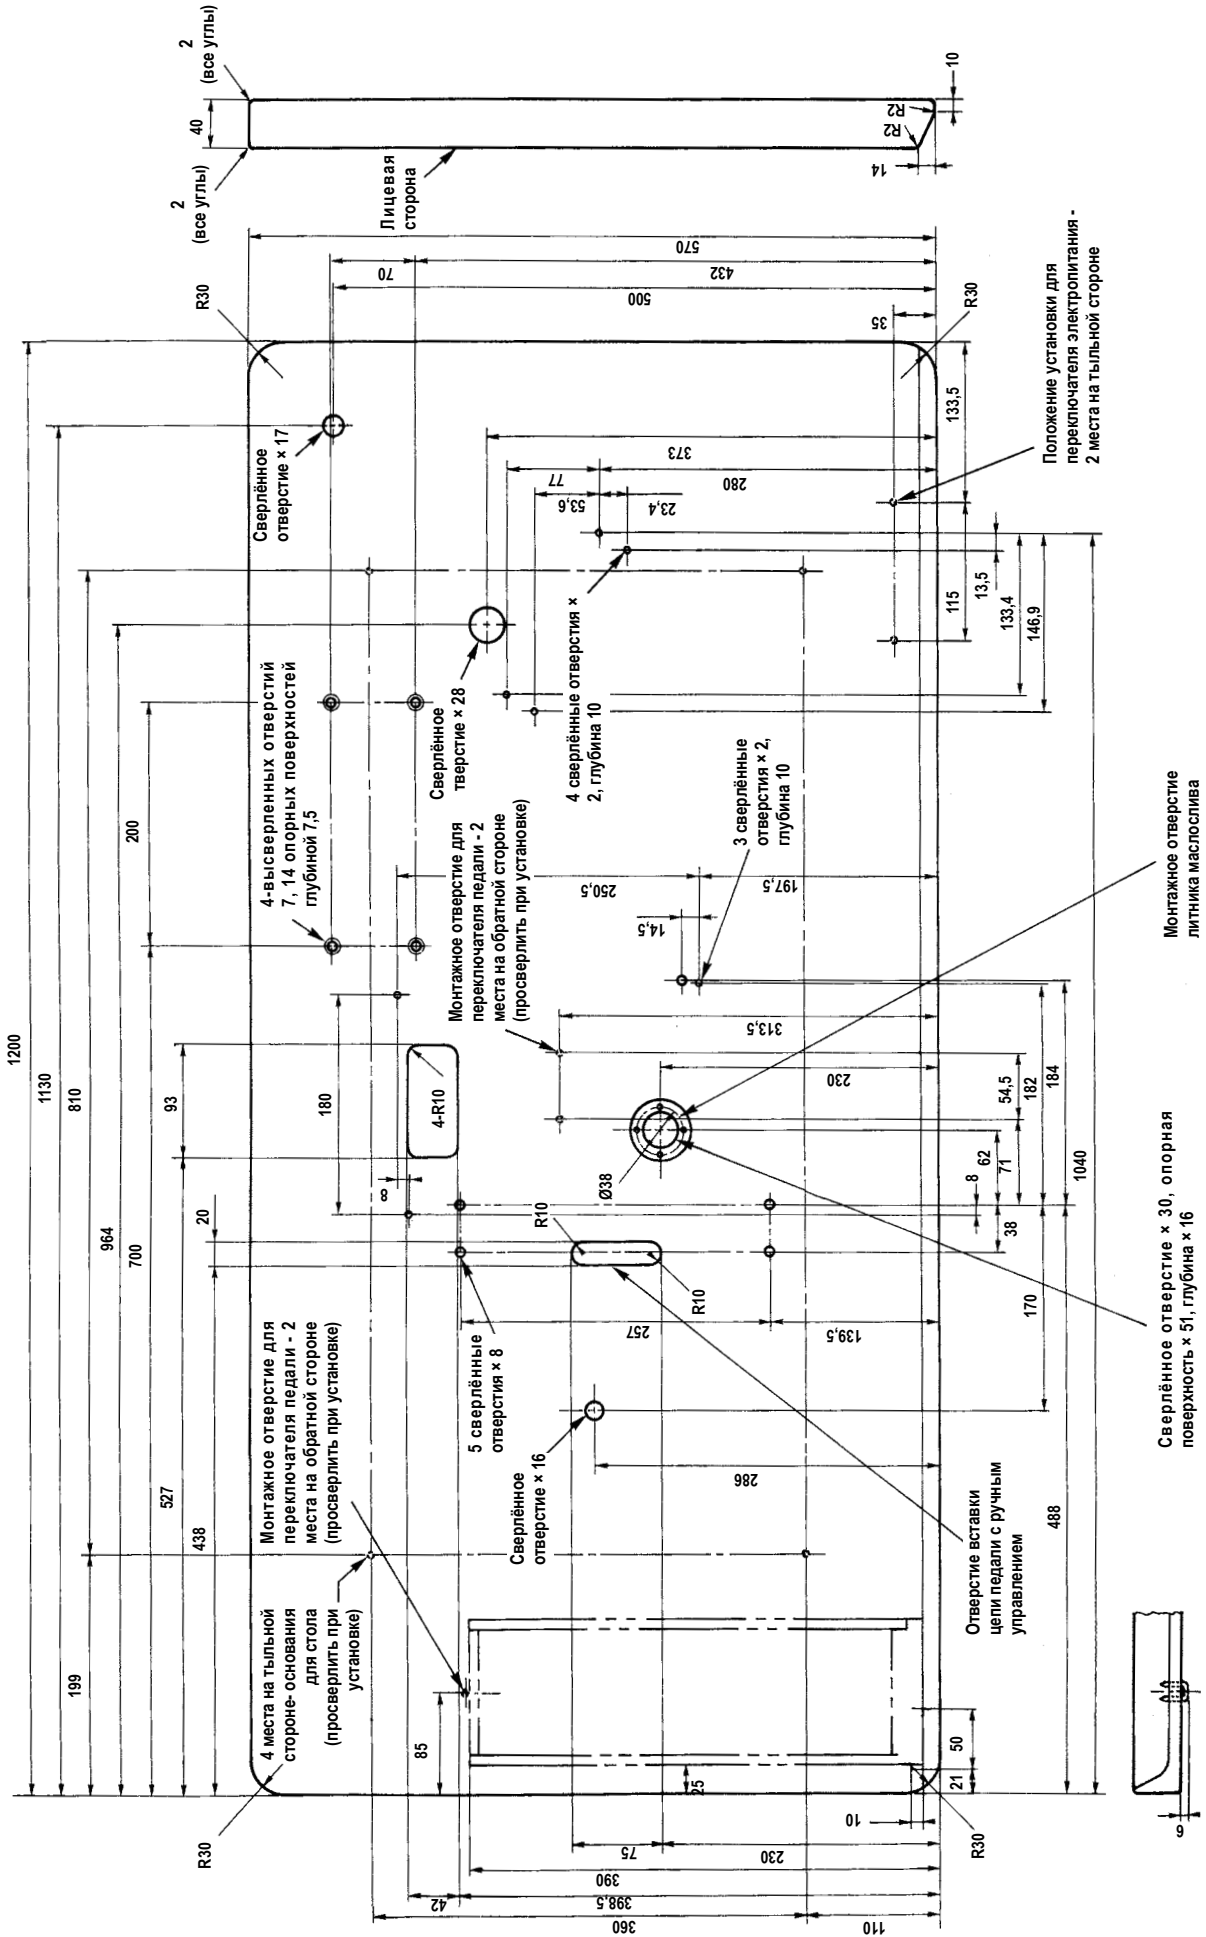 2
(все углы)
40
2
(все углы)
Лицевая
сторона
R2
R2
10
14
570
70
432
500
35
R30
R30
1200
1130
810
964
700
200
93
180
20
527
438
199
Сверлённое
отверстие × 17
4-высверленных отверстий
7, 14 опорных поверхностей
глубиной 7,5
Сверлённое
тверстие × 28
373
77
280
53,6
23,4
133,5
115
13,5
133,4
146,9
Положение установки для
переключателя электропитания -
2 места на тыльной стороне
4 сверлённые отверстия ×
2, глубина 10
Монтажное отверстие для
переключателя педали - 2
места на обратной стороне
(просверлить при установке)
3 сверлённые
отверстия × 2,
глубина 10
250,5
197,5
14,5
313,5
230
Монтажное отверстие
литника маслослива
4-R10
8
Ø38
R10
R10
54,5
182
184
62
71
8
38
1040
170
488
Сверлённое отверстие × 30, опорная
поверхность × 51, глубина × 16
257
139,5
5 сверлённые
отверстия × 8
Сверлённое
отверстие × 16
286
Монтажное отверстие для
переключателя педали - 2
места на обратной стороне
(просверлить при установке)
4 места на тыльной
стороне- основания
для стола
(просверлить при
установке)
Отверстие вставки
цепи педали с ручным
управлением
85
25
50
21
10
R30
R30
75
230
390
42
398.5
360
110
6